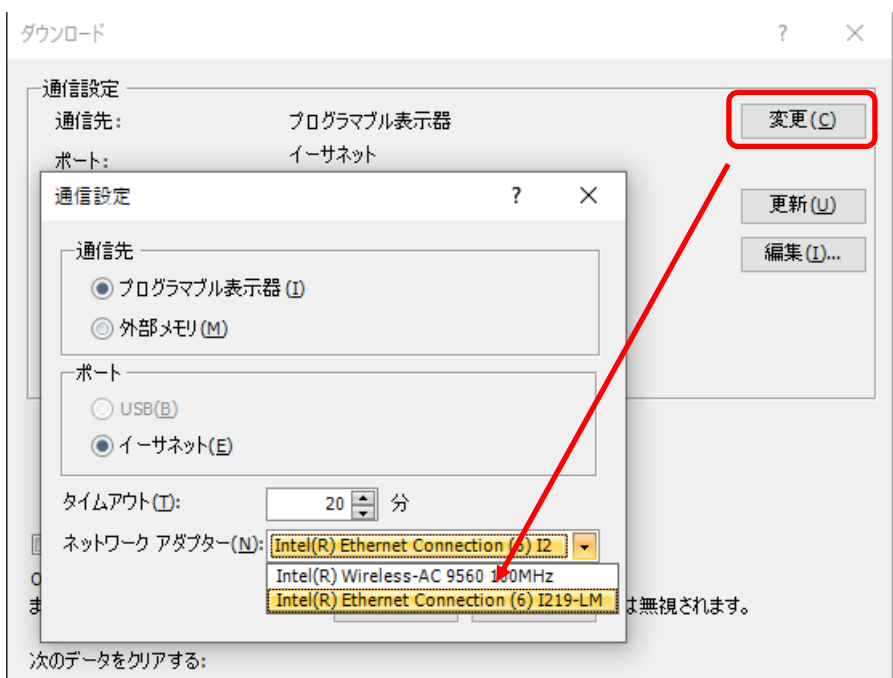 ダウンロード ? ×
通信設定
通信先: プログラマブル表示器 変更(C)
ポート: イーサネット
更新(U)
編集(I)...
通信設定 ? ×
通信先
プログラマブル表示器(I)
外部メモリ(M)
ポート
USB(B)
イーサネット(E)
タイムアウト(T): 20 分
ネットワーク アダプター(N): Intel(R) Ethernet Connection (6) I2
Intel(R) Wireless-AC 9560 160MHz
Intel(R) Ethernet Connection (6) I219-LM
は無視されます。
次のデータをクリアする: